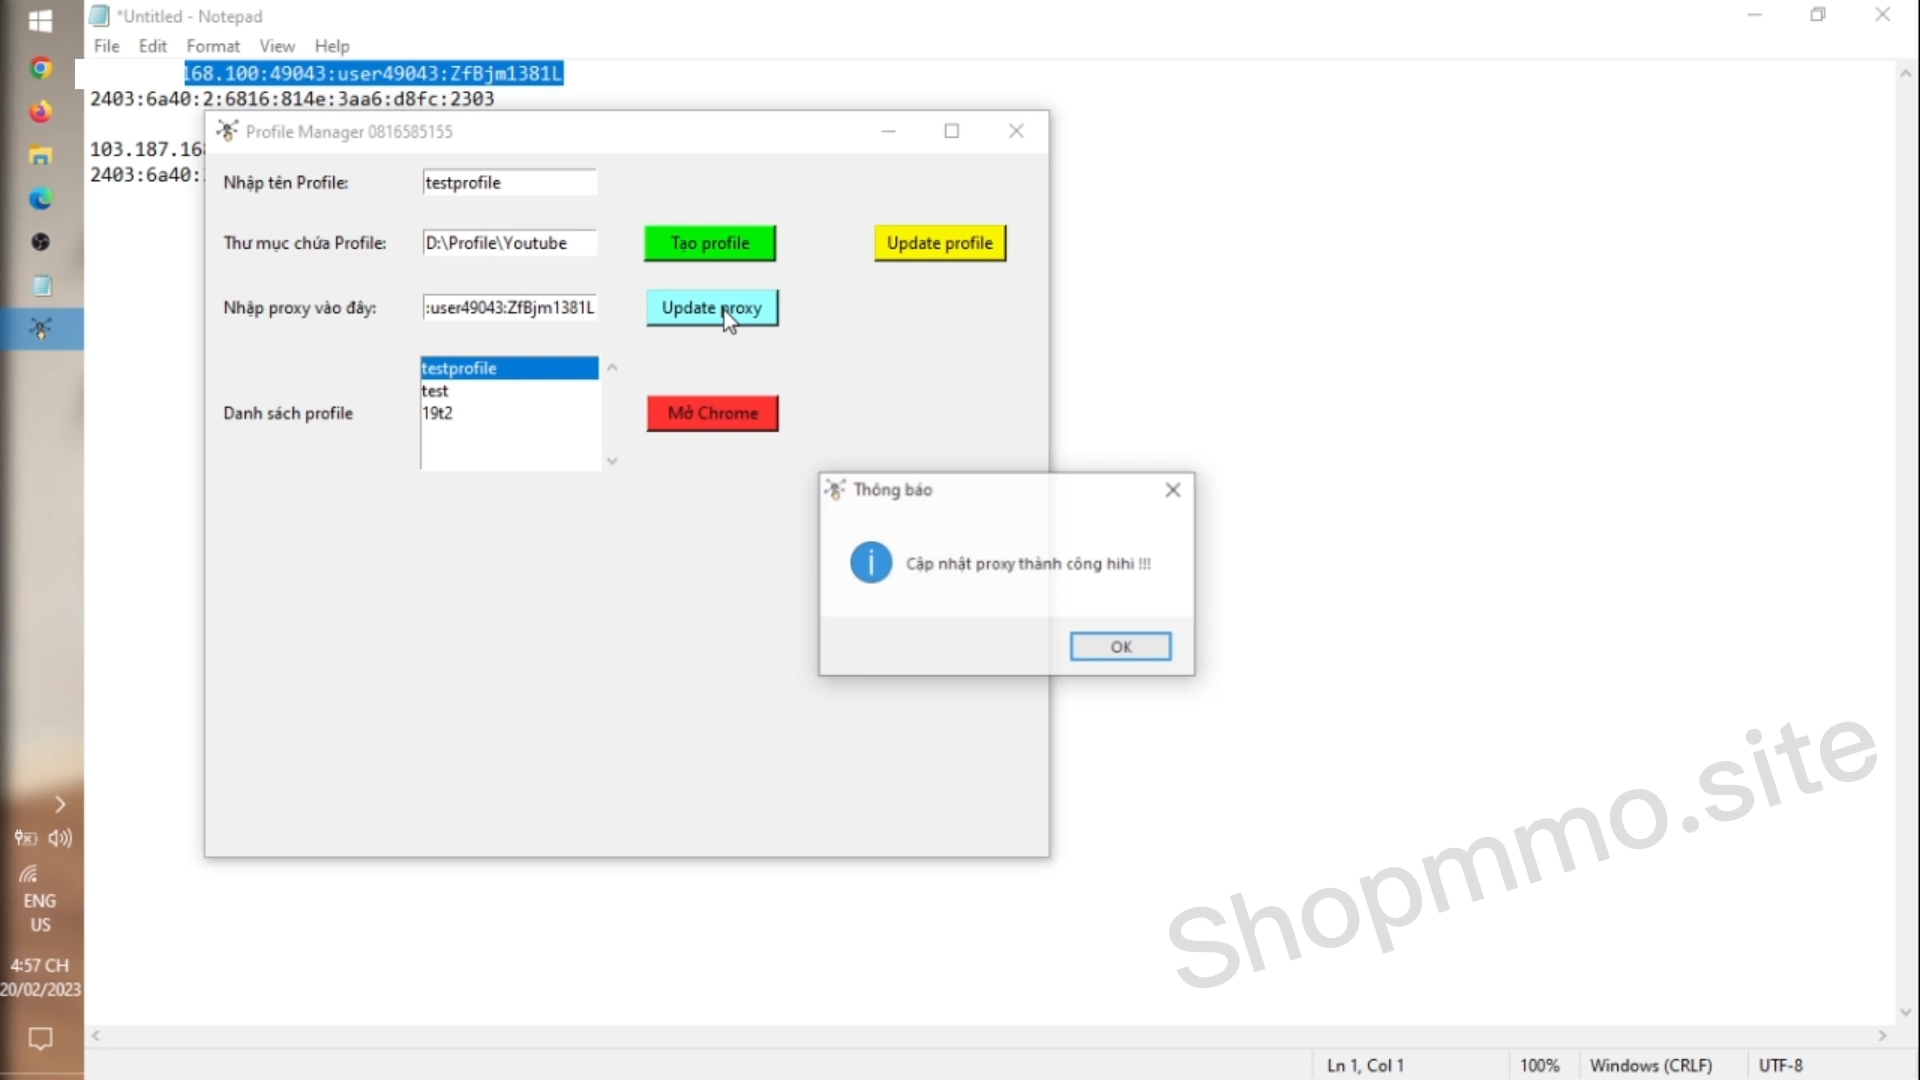 *Untitled - Notepad
File Edit Format View Help
168.100:49043:user49043:ZfBjm1381L
2403:6a40:2:6816:814e:3aa6:d8fc:2303
103.187.168
2403:6a40:
Profile Manager 0816585155
Nhập tên Profile: testprofile
Thư mục chứa Profile: D:\Profile\Youtube Tạo profile Update profile
Nhập proxy vào đây: :user49043:ZfBjm1381L Update proxy
testprofile
test
Danh sách profile 19t2 Mở Chrome
Thông báo
Cập nhật proxy thành công hihi !!!
OK
Shopmmo.site
ENG
US
4:57 CH
20/02/2023
Ln 1, Col 1 100% Windows (CRLF) UTF-8